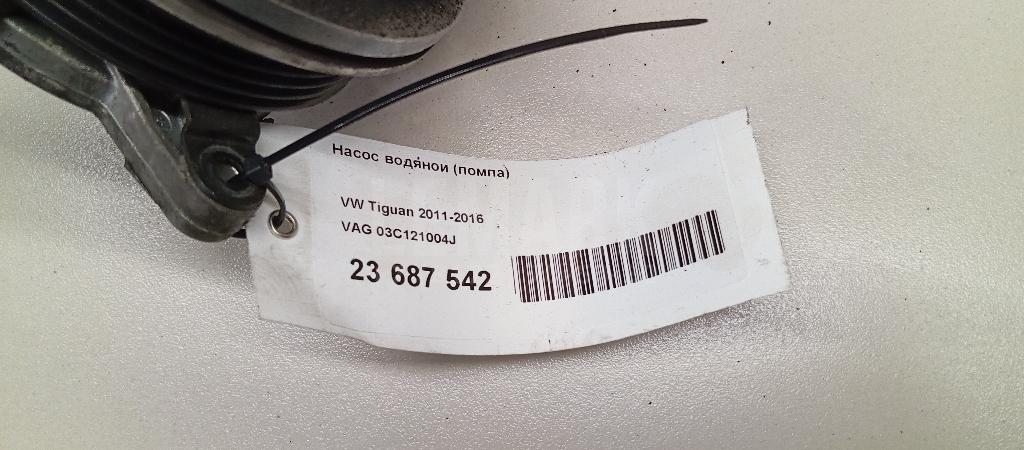 Насос водяной (помпа)
VW Tiguan 2011-2016
VAG 03C121004J
23 687 542